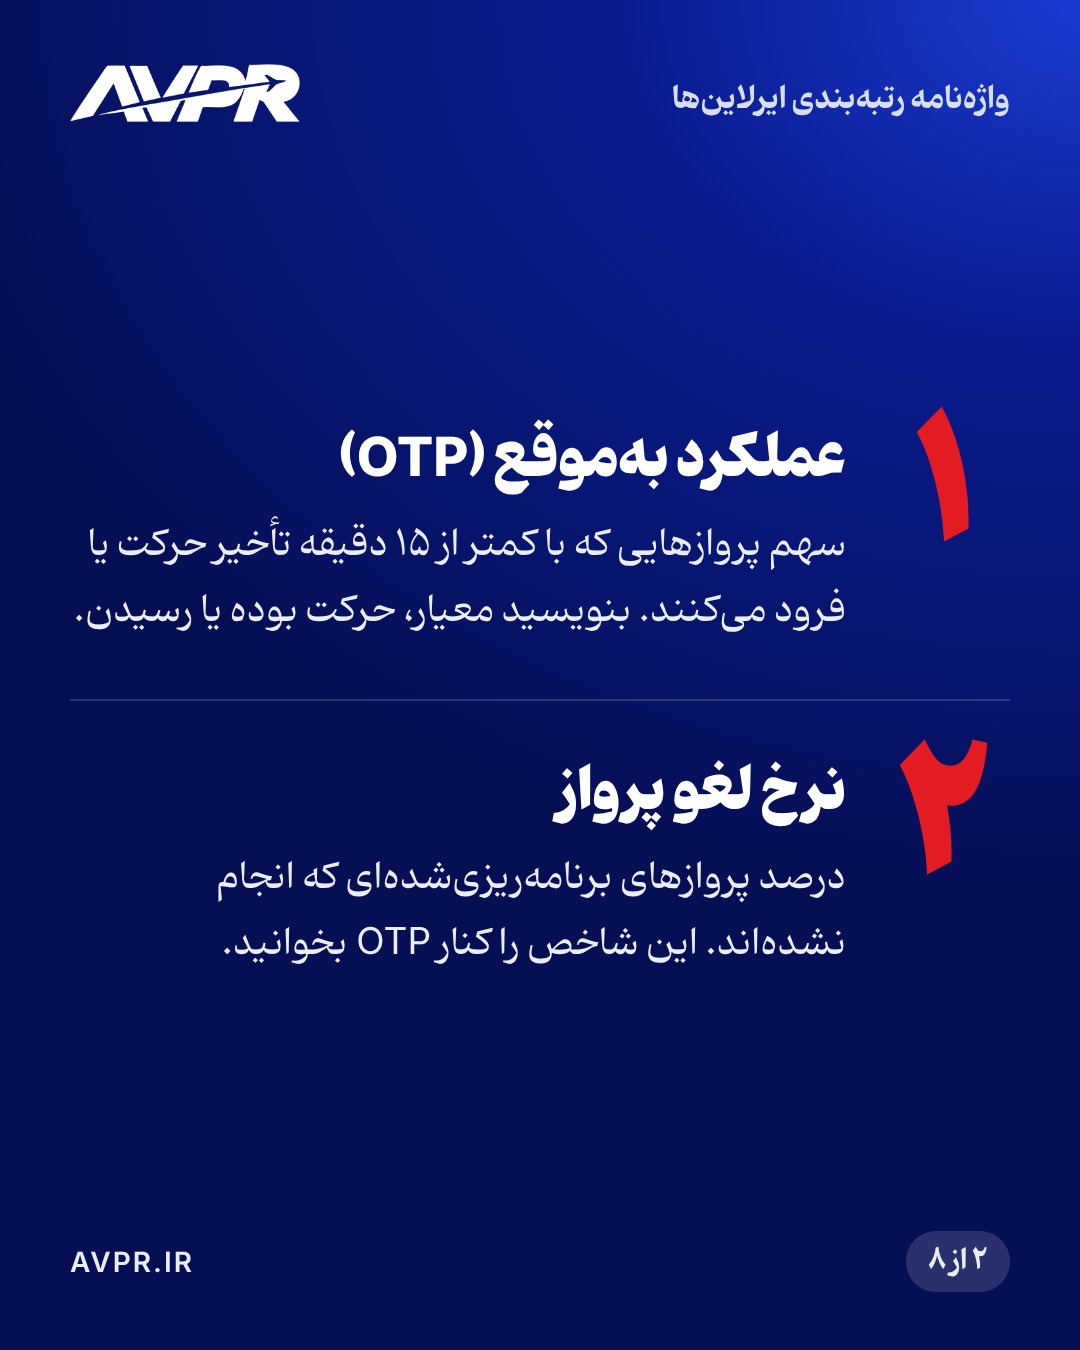 واژه‌نامه رتبه‌بندی ایرلاین‌ها
AVPR
۱
عملکرد به‌موقع (OTP)
سهم پروازهایی که با کمتر از ۱۵ دقیقه تأخیر حرکت یا
فرود می‌کنند. بنویسید معیار، حرکت بوده یا رسیدن.
۲
نرخ لغو پرواز
درصد پروازهای برنامه‌ریزی‌شده‌ای که انجام
نشده‌اند. این شاخص را کنار OTP بخوانید.
۲ از ۸
AVPR.IR